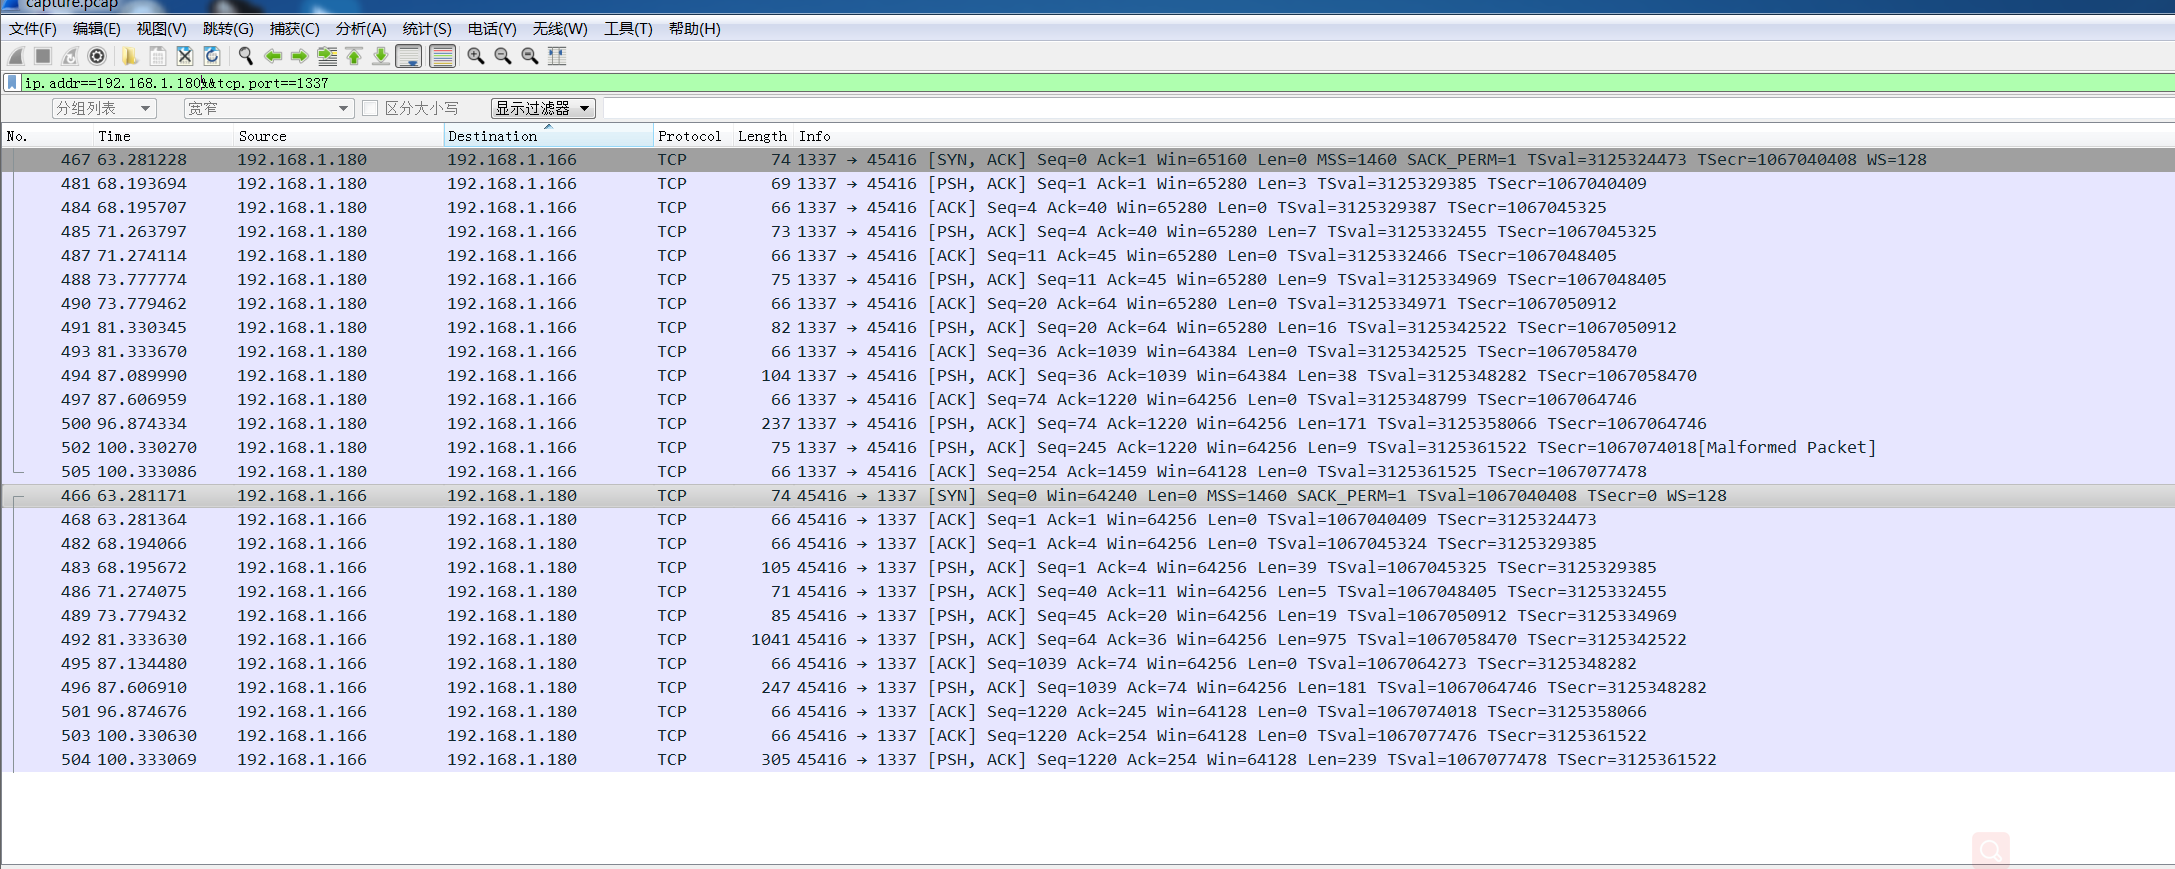 capture.pcap
文件(F) 编辑(E) 视图(V) 跳转(G) 捕获(C) 分析(A) 统计(S) 电话(Y) 无线(W) 工具(T) 帮助(H)
ip.addr==192.168.1.180&&tcp.port==1337
分组列表 宽窄 区分大小写 显示过滤器
No. Time Source Destination Protocol Length Info
467 63.281228 192.168.1.180 192.168.1.166 TCP 74 1337 → 45416 [SYN, ACK] Seq=0 Ack=1 Win=65160 Len=0 MSS=1460 SACK_PERM=1 TSval=3125324473 TSecr=1067040408 WS=128
481 68.193694 192.168.1.180 192.168.1.166 TCP 69 1337 → 45416 [PSH, ACK] Seq=1 Ack=1 Win=65280 Len=3 TSval=3125329385 TSecr=1067040409
484 68.195707 192.168.1.180 192.168.1.166 TCP 66 1337 → 45416 [ACK] Seq=4 Ack=40 Win=65280 Len=0 TSval=3125329387 TSecr=1067045325
485 71.263797 192.168.1.180 192.168.1.166 TCP 73 1337 → 45416 [PSH, ACK] Seq=4 Ack=40 Win=65280 Len=7 TSval=3125332455 TSecr=1067045325
487 71.274114 192.168.1.180 192.168.1.166 TCP 66 1337 → 45416 [ACK] Seq=11 Ack=45 Win=65280 Len=0 TSval=3125332466 TSecr=1067048405
488 73.777774 192.168.1.180 192.168.1.166 TCP 75 1337 → 45416 [PSH, ACK] Seq=11 Ack=45 Win=65280 Len=9 TSval=3125334969 TSecr=1067048405
490 73.779462 192.168.1.180 192.168.1.166 TCP 66 1337 → 45416 [ACK] Seq=20 Ack=64 Win=65280 Len=0 TSval=3125334971 TSecr=1067050912
491 81.330345 192.168.1.180 192.168.1.166 TCP 82 1337 → 45416 [PSH, ACK] Seq=20 Ack=64 Win=65280 Len=16 TSval=3125342522 TSecr=1067050912
493 81.333670 192.168.1.180 192.168.1.166 TCP 66 1337 → 45416 [ACK] Seq=36 Ack=1039 Win=64384 Len=0 TSval=3125342525 TSecr=1067058470
494 87.089990 192.168.1.180 192.168.1.166 TCP 104 1337 → 45416 [PSH, ACK] Seq=36 Ack=1039 Win=64384 Len=38 TSval=3125348282 TSecr=1067058470
497 87.606959 192.168.1.180 192.168.1.166 TCP 66 1337 → 45416 [ACK] Seq=74 Ack=1220 Win=64256 Len=0 TSval=3125348799 TSecr=1067064746
500 96.874334 192.168.1.180 192.168.1.166 TCP 237 1337 → 45416 [PSH, ACK] Seq=74 Ack=1220 Win=64256 Len=171 TSval=3125358066 TSecr=1067064746
502 100.330270 192.168.1.180 192.168.1.166 TCP 75 1337 → 45416 [PSH, ACK] Seq=245 Ack=1220 Win=64256 Len=9 TSval=3125361522 TSecr=1067074018[Malformed Packet]
505 100.333086 192.168.1.180 192.168.1.166 TCP 66 1337 → 45416 [ACK] Seq=254 Ack=1459 Win=64128 Len=0 TSval=3125361525 TSecr=1067077478
466 63.281171 192.168.1.166 192.168.1.180 TCP 74 45416 → 1337 [SYN] Seq=0 Win=64240 Len=0 MSS=1460 SACK_PERM=1 TSval=1067040408 TSecr=0 WS=128
468 63.281364 192.168.1.166 192.168.1.180 TCP 66 45416 → 1337 [ACK] Seq=1 Ack=1 Win=64256 Len=0 TSval=1067040409 TSecr=3125324473
482 68.194066 192.168.1.166 192.168.1.180 TCP 66 45416 → 1337 [ACK] Seq=1 Ack=4 Win=64256 Len=0 TSval=1067045324 TSecr=3125329385
483 68.195672 192.168.1.166 192.168.1.180 TCP 105 45416 → 1337 [PSH, ACK] Seq=1 Ack=4 Win=64256 Len=39 TSval=1067045325 TSecr=3125329385
486 71.274075 192.168.1.166 192.168.1.180 TCP 71 45416 → 1337 [PSH, ACK] Seq=40 Ack=11 Win=64256 Len=5 TSval=1067048405 TSecr=3125332455
489 73.779432 192.168.1.166 192.168.1.180 TCP 85 45416 → 1337 [PSH, ACK] Seq=45 Ack=20 Win=64256 Len=19 TSval=1067050912 TSecr=3125334969
492 81.333630 192.168.1.166 192.168.1.180 TCP 1041 45416 → 1337 [PSH, ACK] Seq=64 Ack=36 Win=64256 Len=975 TSval=1067058470 TSecr=3125342522
495 87.134480 192.168.1.166 192.168.1.180 TCP 66 45416 → 1337 [ACK] Seq=1039 Ack=74 Win=64256 Len=0 TSval=1067064273 TSecr=3125348282
496 87.606910 192.168.1.166 192.168.1.180 TCP 247 45416 → 1337 [PSH, ACK] Seq=1039 Ack=74 Win=64256 Len=181 TSval=1067064746 TSecr=3125348282
501 96.874676 192.168.1.166 192.168.1.180 TCP 66 45416 → 1337 [ACK] Seq=1220 Ack=245 Win=64128 Len=0 TSval=1067074018 TSecr=3125358066
503 100.330630 192.168.1.166 192.168.1.180 TCP 66 45416 → 1337 [ACK] Seq=1220 Ack=254 Win=64128 Len=0 TSval=1067077476 TSecr=3125361522
504 100.333069 192.168.1.166 192.168.1.180 TCP 305 45416 → 1337 [PSH, ACK] Seq=1220 Ack=254 Win=64128 Len=239 TSval=1067077478 TSecr=3125361522